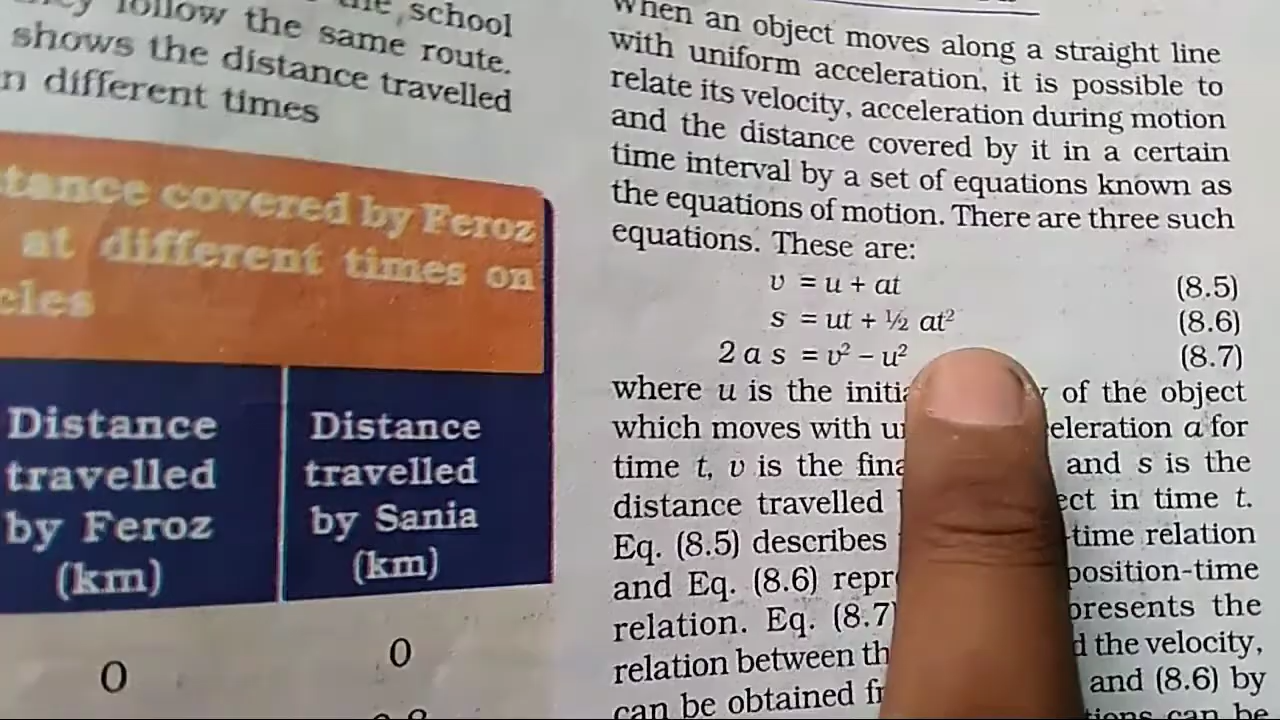 the school
follow the same route.
shows the distance travelled
n different times
tance covered by Feroz
at different times on
cles
Distance
travelled
by Feroz
(km)
Distance
travelled
by Sania
(km)
0
0
When an object moves along a straight line
with uniform acceleration, it is possible to
relate its velocity, acceleration during motion
and the distance covered by it in a certain
time interval by a set of equations known as
the equations of motion. There are three such
equations. These are:
v = u + at (8.5)
s = ut + ½ at² (8.6)
2 a s = v² – u² (8.7)
where u is the initia y of the object
which moves with u eleration a for
time t, v is the fina and s is the
distance travelled ect in time t.
Eq. (8.5) describes -time relation
and Eq. (8.6) repr position-time
relation. Eq. (8.7) presents the
relation between th d the velocity,
can be obtained f and (8.6) by